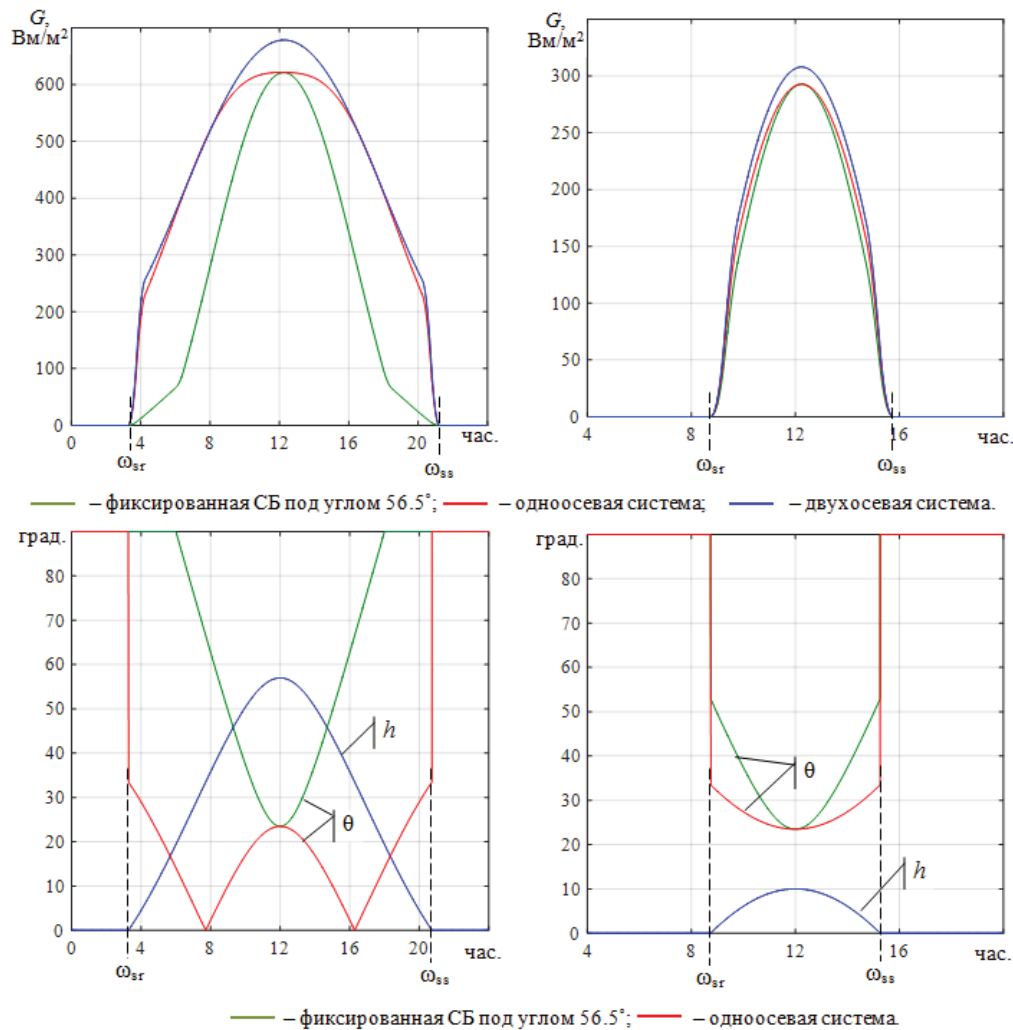 G,
Вм/м²
600
500
400
300
200
100
0
0 4 8 12 16 20 час.
ωsr ωss
G,
Вм/м²
300
250
200
150
100
50
0
4 8 12 16 час.
ωsr ωss
– фиксированная СБ под углом 56.5˚; – одноосевая система; – двухосевая система.
град.
80
70
60
50
40
30
20
10
0
h
θ
0 4 8 12 16 20 час.
ωsr ωss
град.
80
70
60
50
40
30
20
10
0
θ
h
4 8 12 16 час.
ωsr ωss
– фиксированная СБ под углом 56.5˚; – одноосевая система.